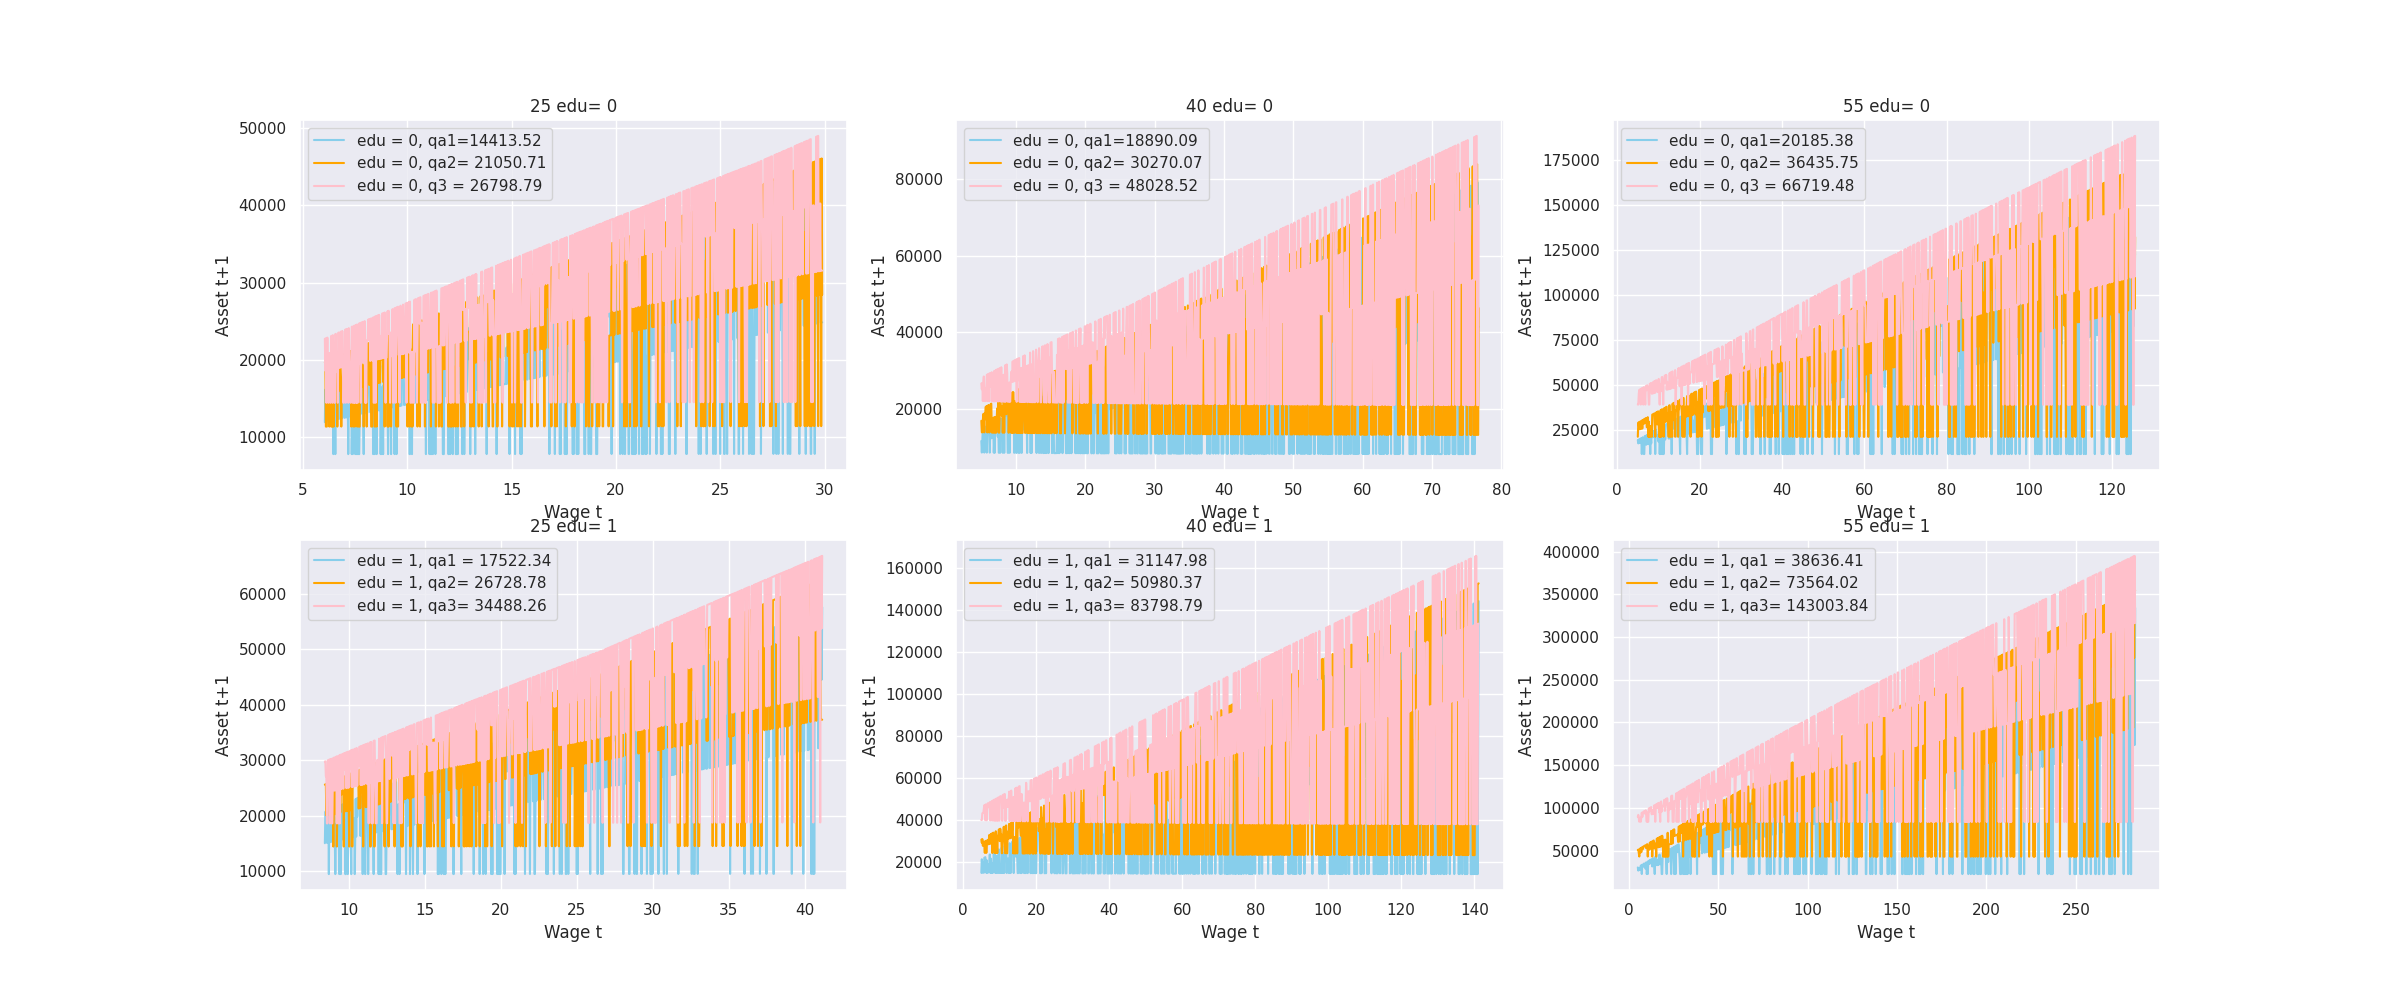 25 edu= 0
50000
40000
30000
20000
10000
Asset t+1
edu = 0, qa1=14413.52
edu = 0, qa2= 21050.71
edu = 0, q3 = 26798.79
5 10 15 20 25 30
Wage t
40 edu= 0
80000
60000
40000
20000
Asset t+1
edu = 0, qa1=18890.09
edu = 0, qa2= 30270.07
edu = 0, q3 = 48028.52
10 20 30 40 50 60 70 80
Wage t
55 edu= 0
175000
150000
125000
100000
75000
50000
25000
Asset t+1
edu = 0, qa1=20185.38
edu = 0, qa2= 36435.75
edu = 0, q3 = 66719.48
0 20 40 60 80 100 120
Wage t
25 edu= 1
60000
50000
40000
30000
20000
10000
Asset t+1
edu = 1, qa1 = 17522.34
edu = 1, qa2= 26728.78
edu = 1, qa3= 34488.26
10 15 20 25 30 35 40
Wage t
40 edu= 1
160000
140000
120000
100000
80000
60000
40000
20000
Asset t+1
edu = 1, qa1 = 31147.98
edu = 1, qa2= 50980.37
edu = 1, qa3= 83798.79
0 20 40 60 80 100 120 140
Wage t
55 edu= 1
400000
350000
300000
250000
200000
150000
100000
50000
Asset t+1
edu = 1, qa1 = 38636.41
edu = 1, qa2= 73564.02
edu = 1, qa3= 143003.84
0 50 100 150 200 250
Wage t